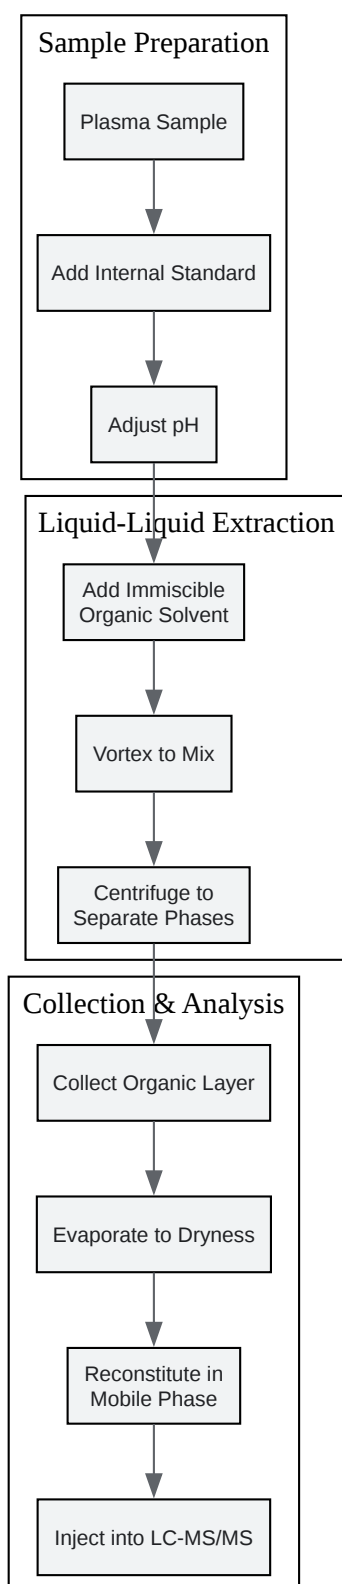 Sample Preparation
Plasma Sample
Add Internal Standard
Adjust pH
Liquid-Liquid Extraction
Add Immiscible
Organic Solvent
Vortex to Mix
Centrifuge to
Separate Phases
Collection & Analysis
Collect Organic Layer
Evaporate to Dryness
Reconstitute in
Mobile Phase
Inject into LC-MS/MS